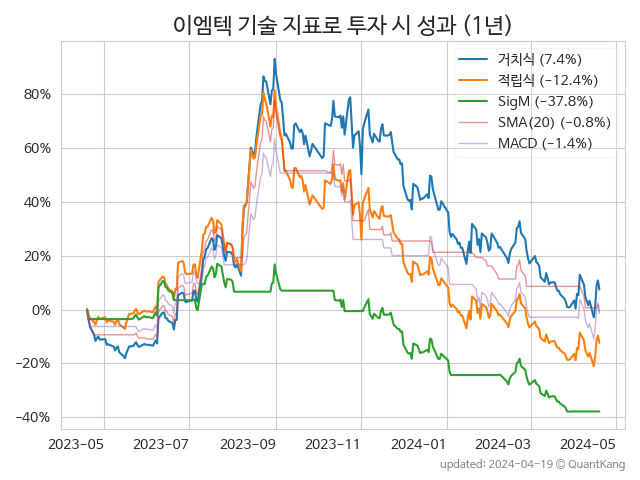 이엠텍 기술 지표로 투자 시 성과 (1년)
거치식 (7.4%)
적립식 (−12.4%)
SigM (−37.8%)
SMA(20) (−0.8%)
MACD (−1.4%)
80%
60%
40%
20%
0%
−20%
−40%
2023-05 2023-07 2023-09 2023-11 2024-01 2024-03 2024-05
updated: 2024-04-19 © QuantKang